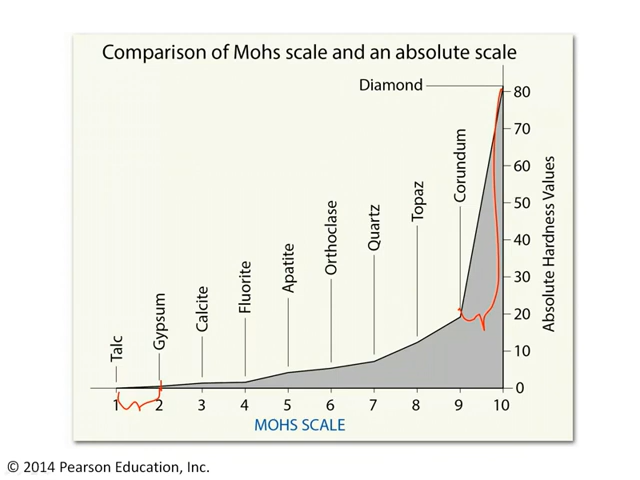 Comparison of Mohs scale and an absolute scale
Diamond
Talc
Gypsum
Calcite
Fluorite
Apatite
Orthoclase
Quartz
Topaz
Corundum
80
70
60
50
40
30
20
10
0
Absolute Hardness Values
1 2 3 4 5 6 7 8 9 10
MOHS SCALE
© 2014 Pearson Education, Inc.